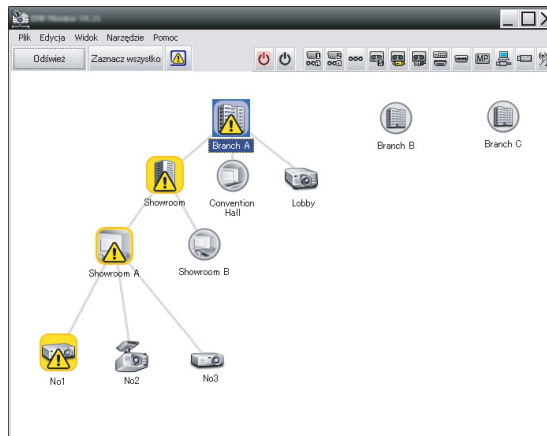 Plik Edycja Widok Narzędzie Pomoc
Odśwież Zaznacz wszystko MP
Branch A Branch B Branch C
Showroom Convention Hall Lobby
Showroom A Showroom B
No1 No2 No3